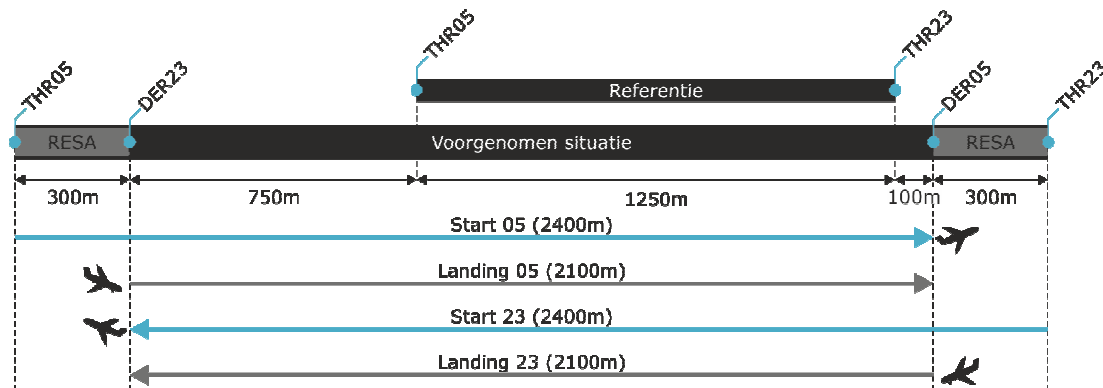 THR05
THR23
THR05
DER23
DER05
THR23
Referentie
RESA
Voorgenomen situatie
RESA
300m
750m
1250m
100m
300m
Start 05 (2400m)
Landing 05 (2100m)
Start 23 (2400m)
Landing 23 (2100m)